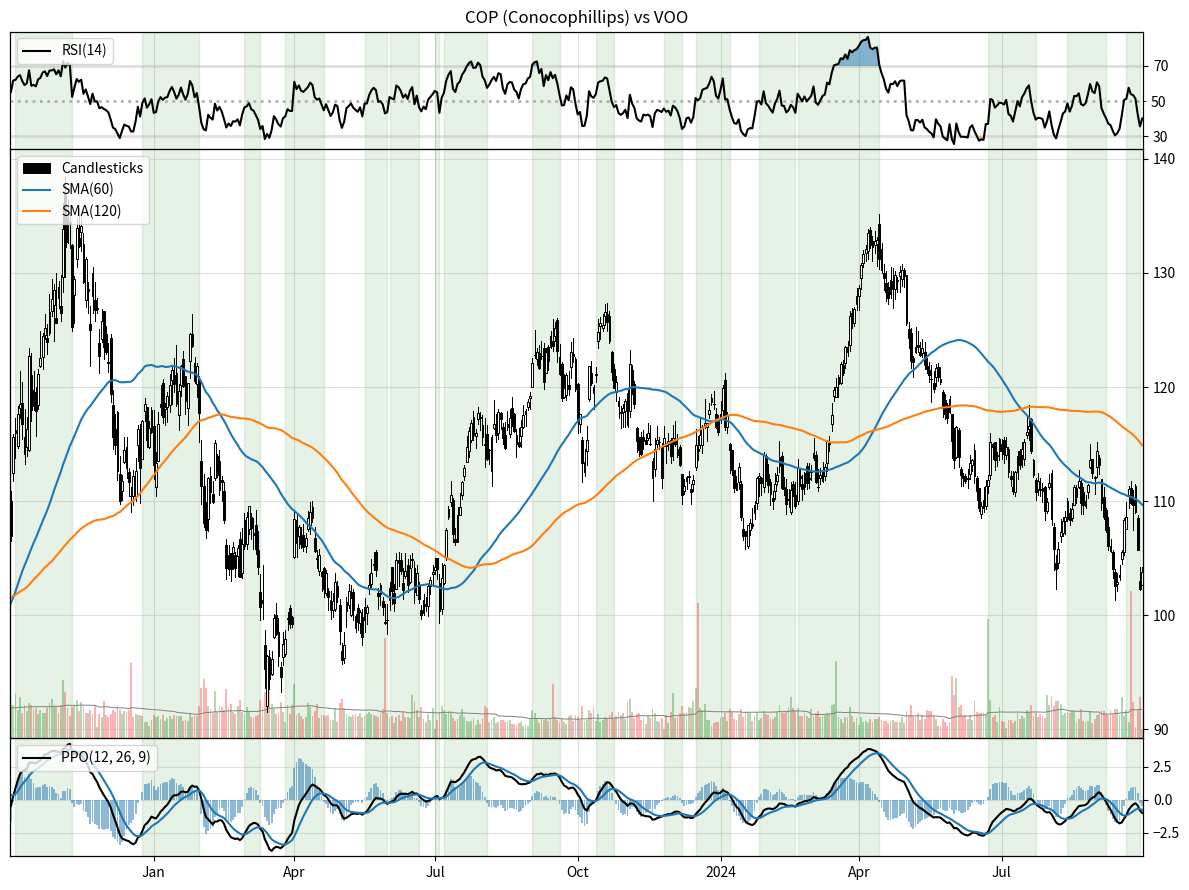 COP (Conocophillips) vs VOO
RSI(14)
70
50
30
Candlesticks
SMA(60)
SMA(120)
140
130
120
110
100
90
PPO(12, 26, 9)
2.5
0.0
−2.5
Jan Apr Jul Oct 2024 Apr Jul